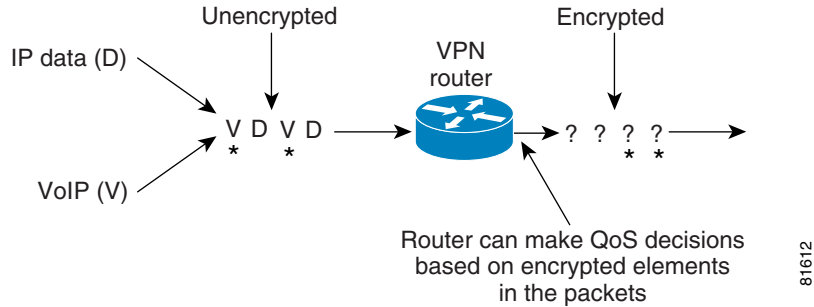 Unencrypted
Encrypted
IP data (D)
VPN
router
V D V D
* *
? ? ? ?
* *
VoIP (V)
Router can make QoS decisions
based on encrypted elements
in the packets
81612